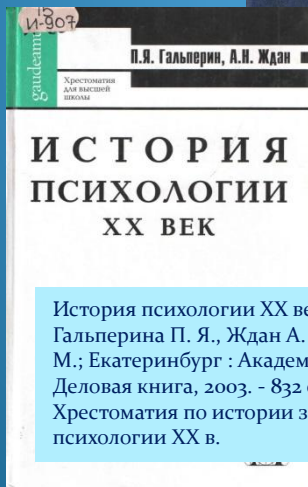 15
И-907
gaudeamus
Хрестоматия
для высшей
школы
П.Я. Гальперин, А.Н. Ждан
ИСТОРИЯ
ПСИХОЛОГИИ
XX ВЕК
История психологии XX ве
Гальперина П. Я., Ждан А.
М.; Екатеринбург : Академ
Деловая книга, 2003. - 832
Хрестоматия по истории з
психологии XX в.